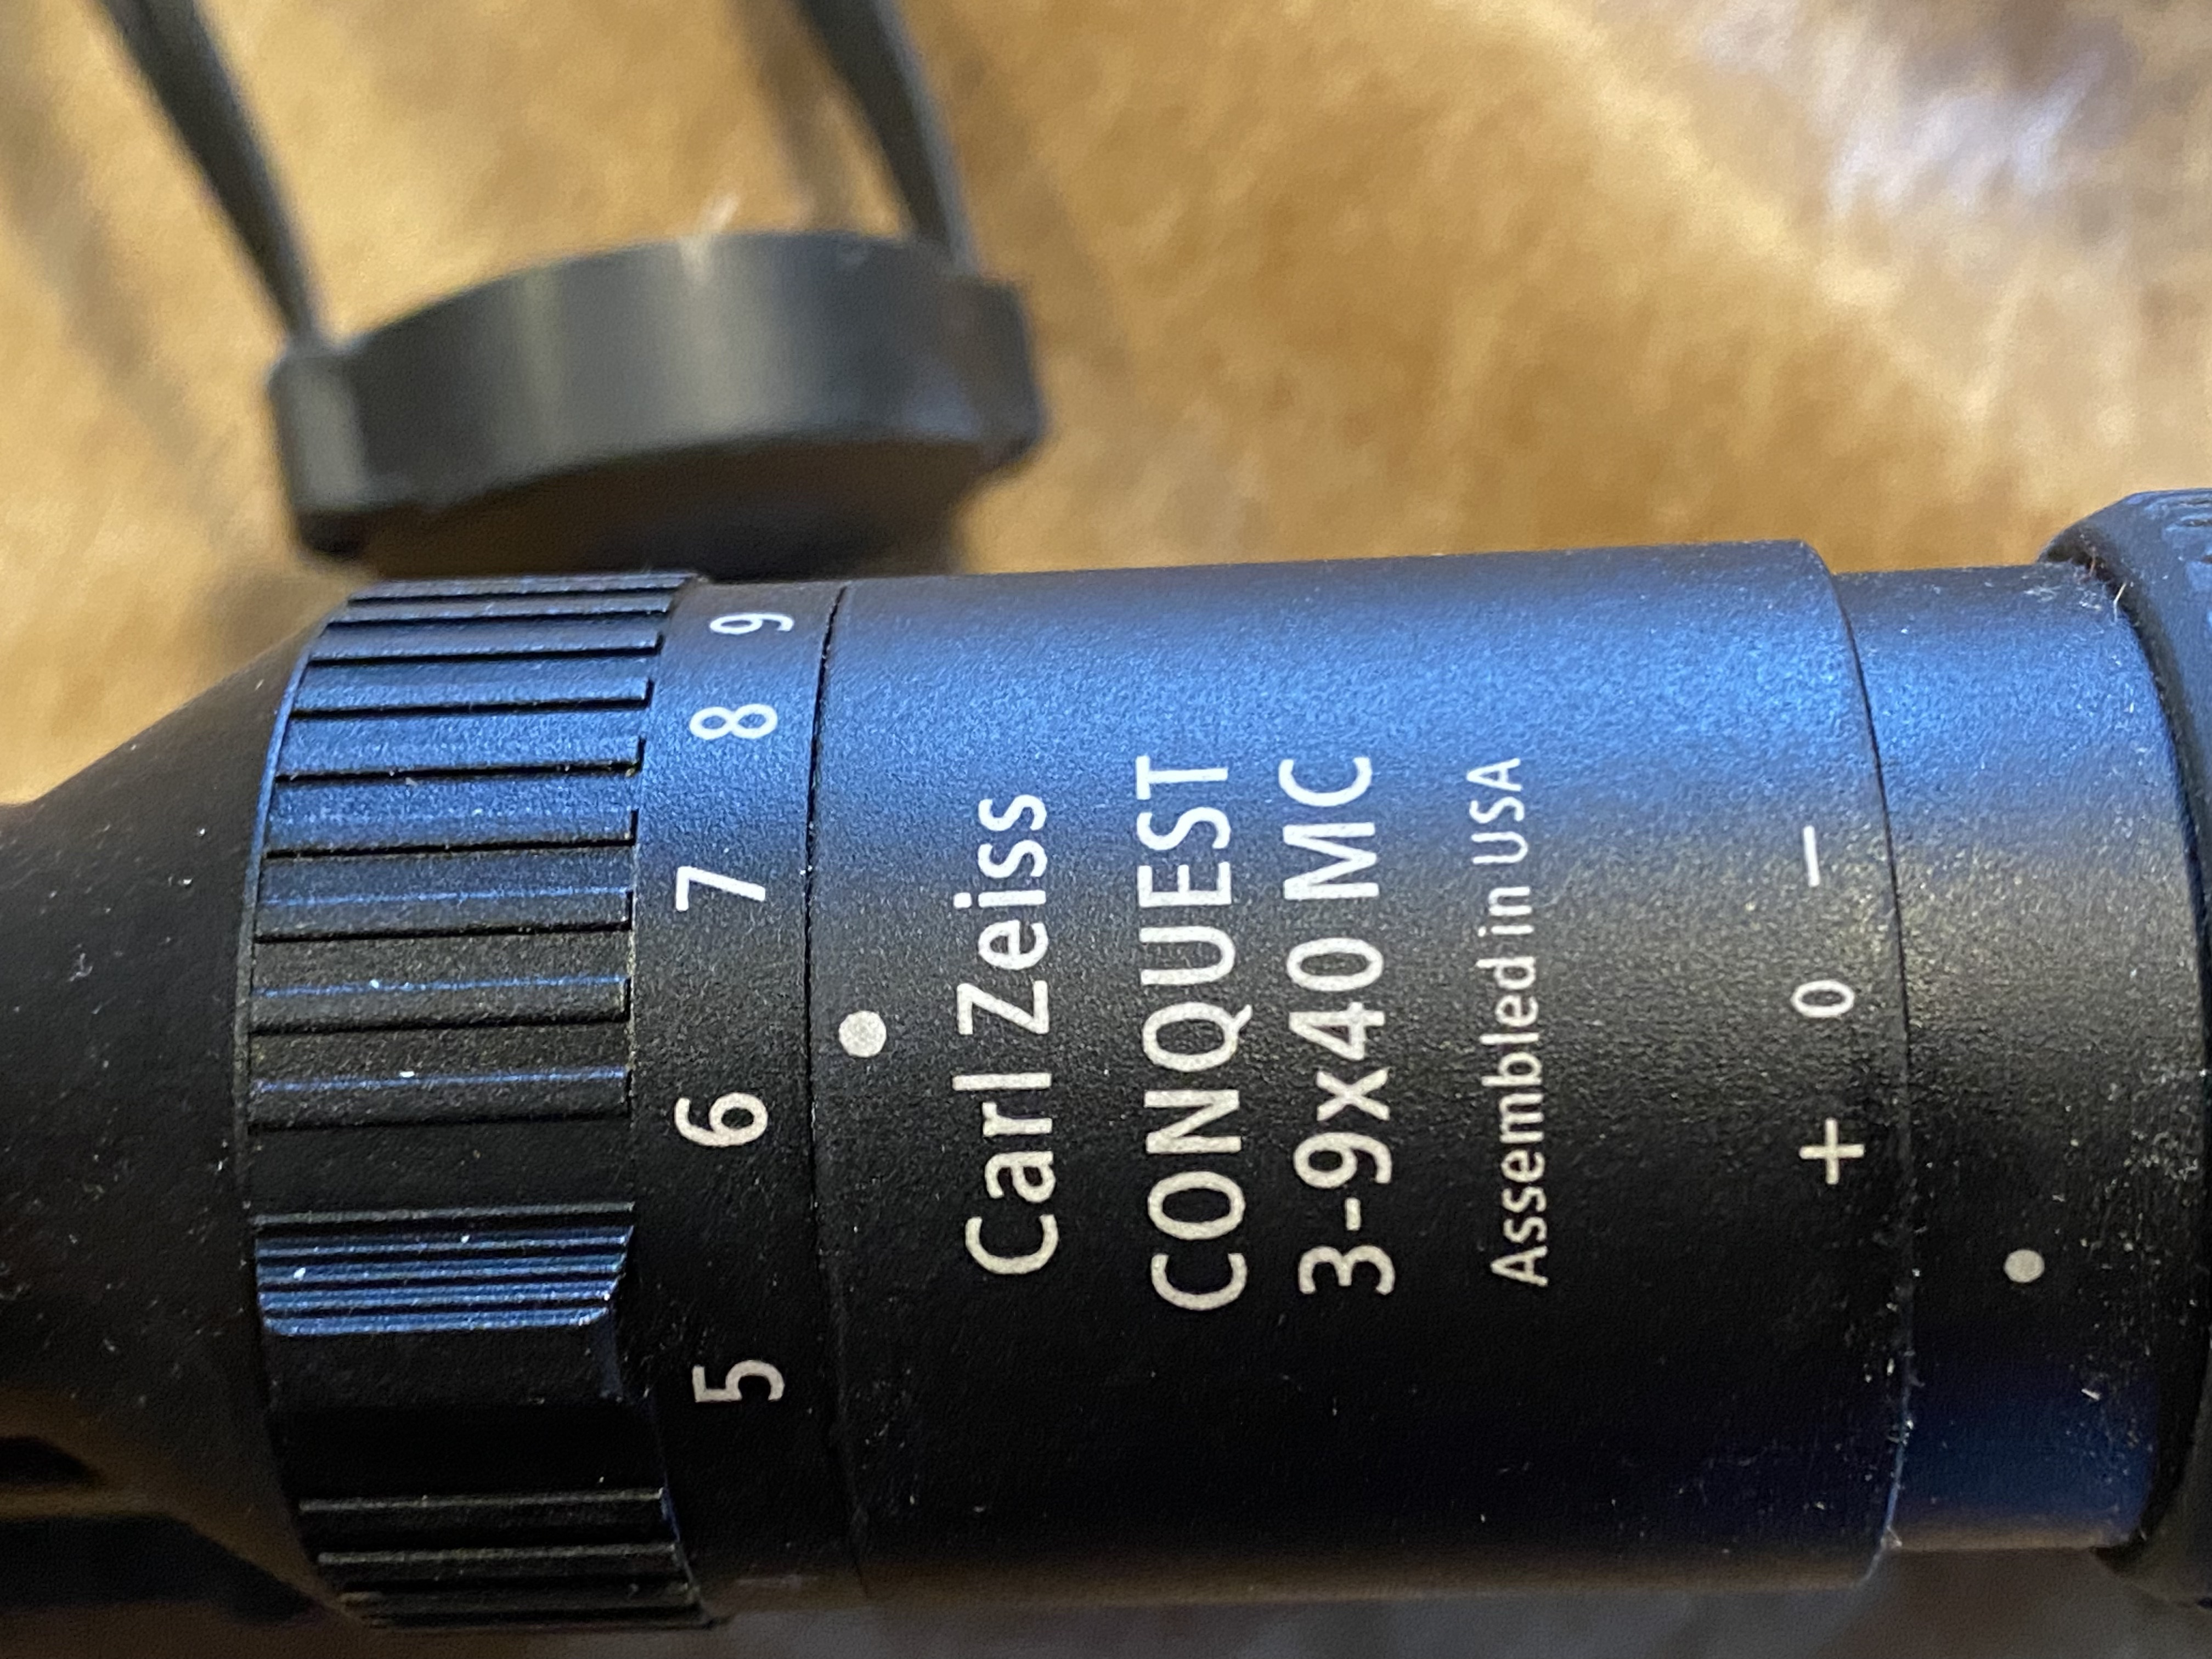 5 6 7 8 9
Carl Zeiss
CONQUEST
3-9x40 MC
Assembled in USA
+ 0 −